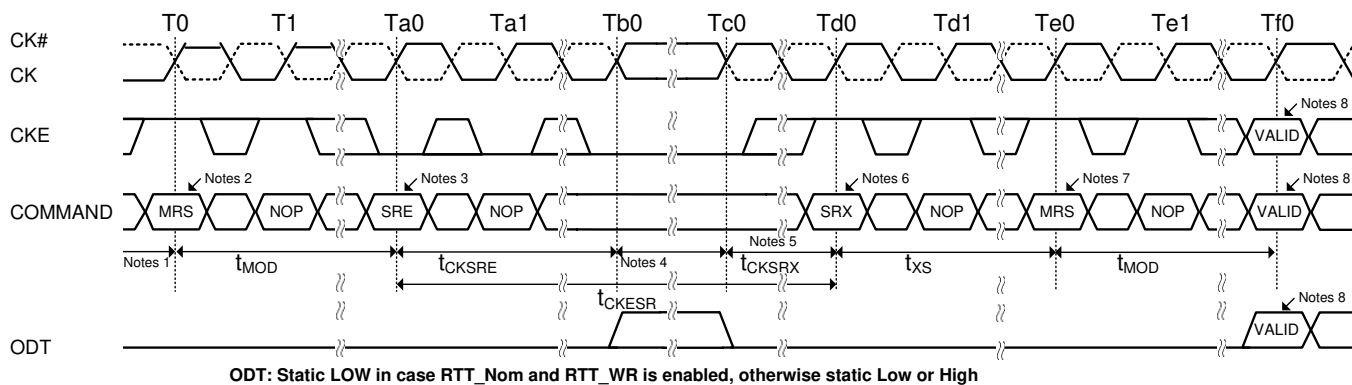 T0 T1 Ta0 Ta1 Tb0 Tc0 Td0 Td1 Te0 Te1 Tf0
CK#
CK
Notes 8
CKE VALID
Notes 2 Notes 3 Notes 6 Notes 7 Notes 8
COMMAND MRS NOP SRE NOP SRX NOP MRS NOP VALID
Notes 1 tMOD tCKSRE Notes 4 Notes 5 tCKSRX tXS tMOD
tCKESR
Notes 8
VALID
ODT
ODT: Static LOW in case RTT_Nom and RTT_WR is enabled, otherwise static Low or High